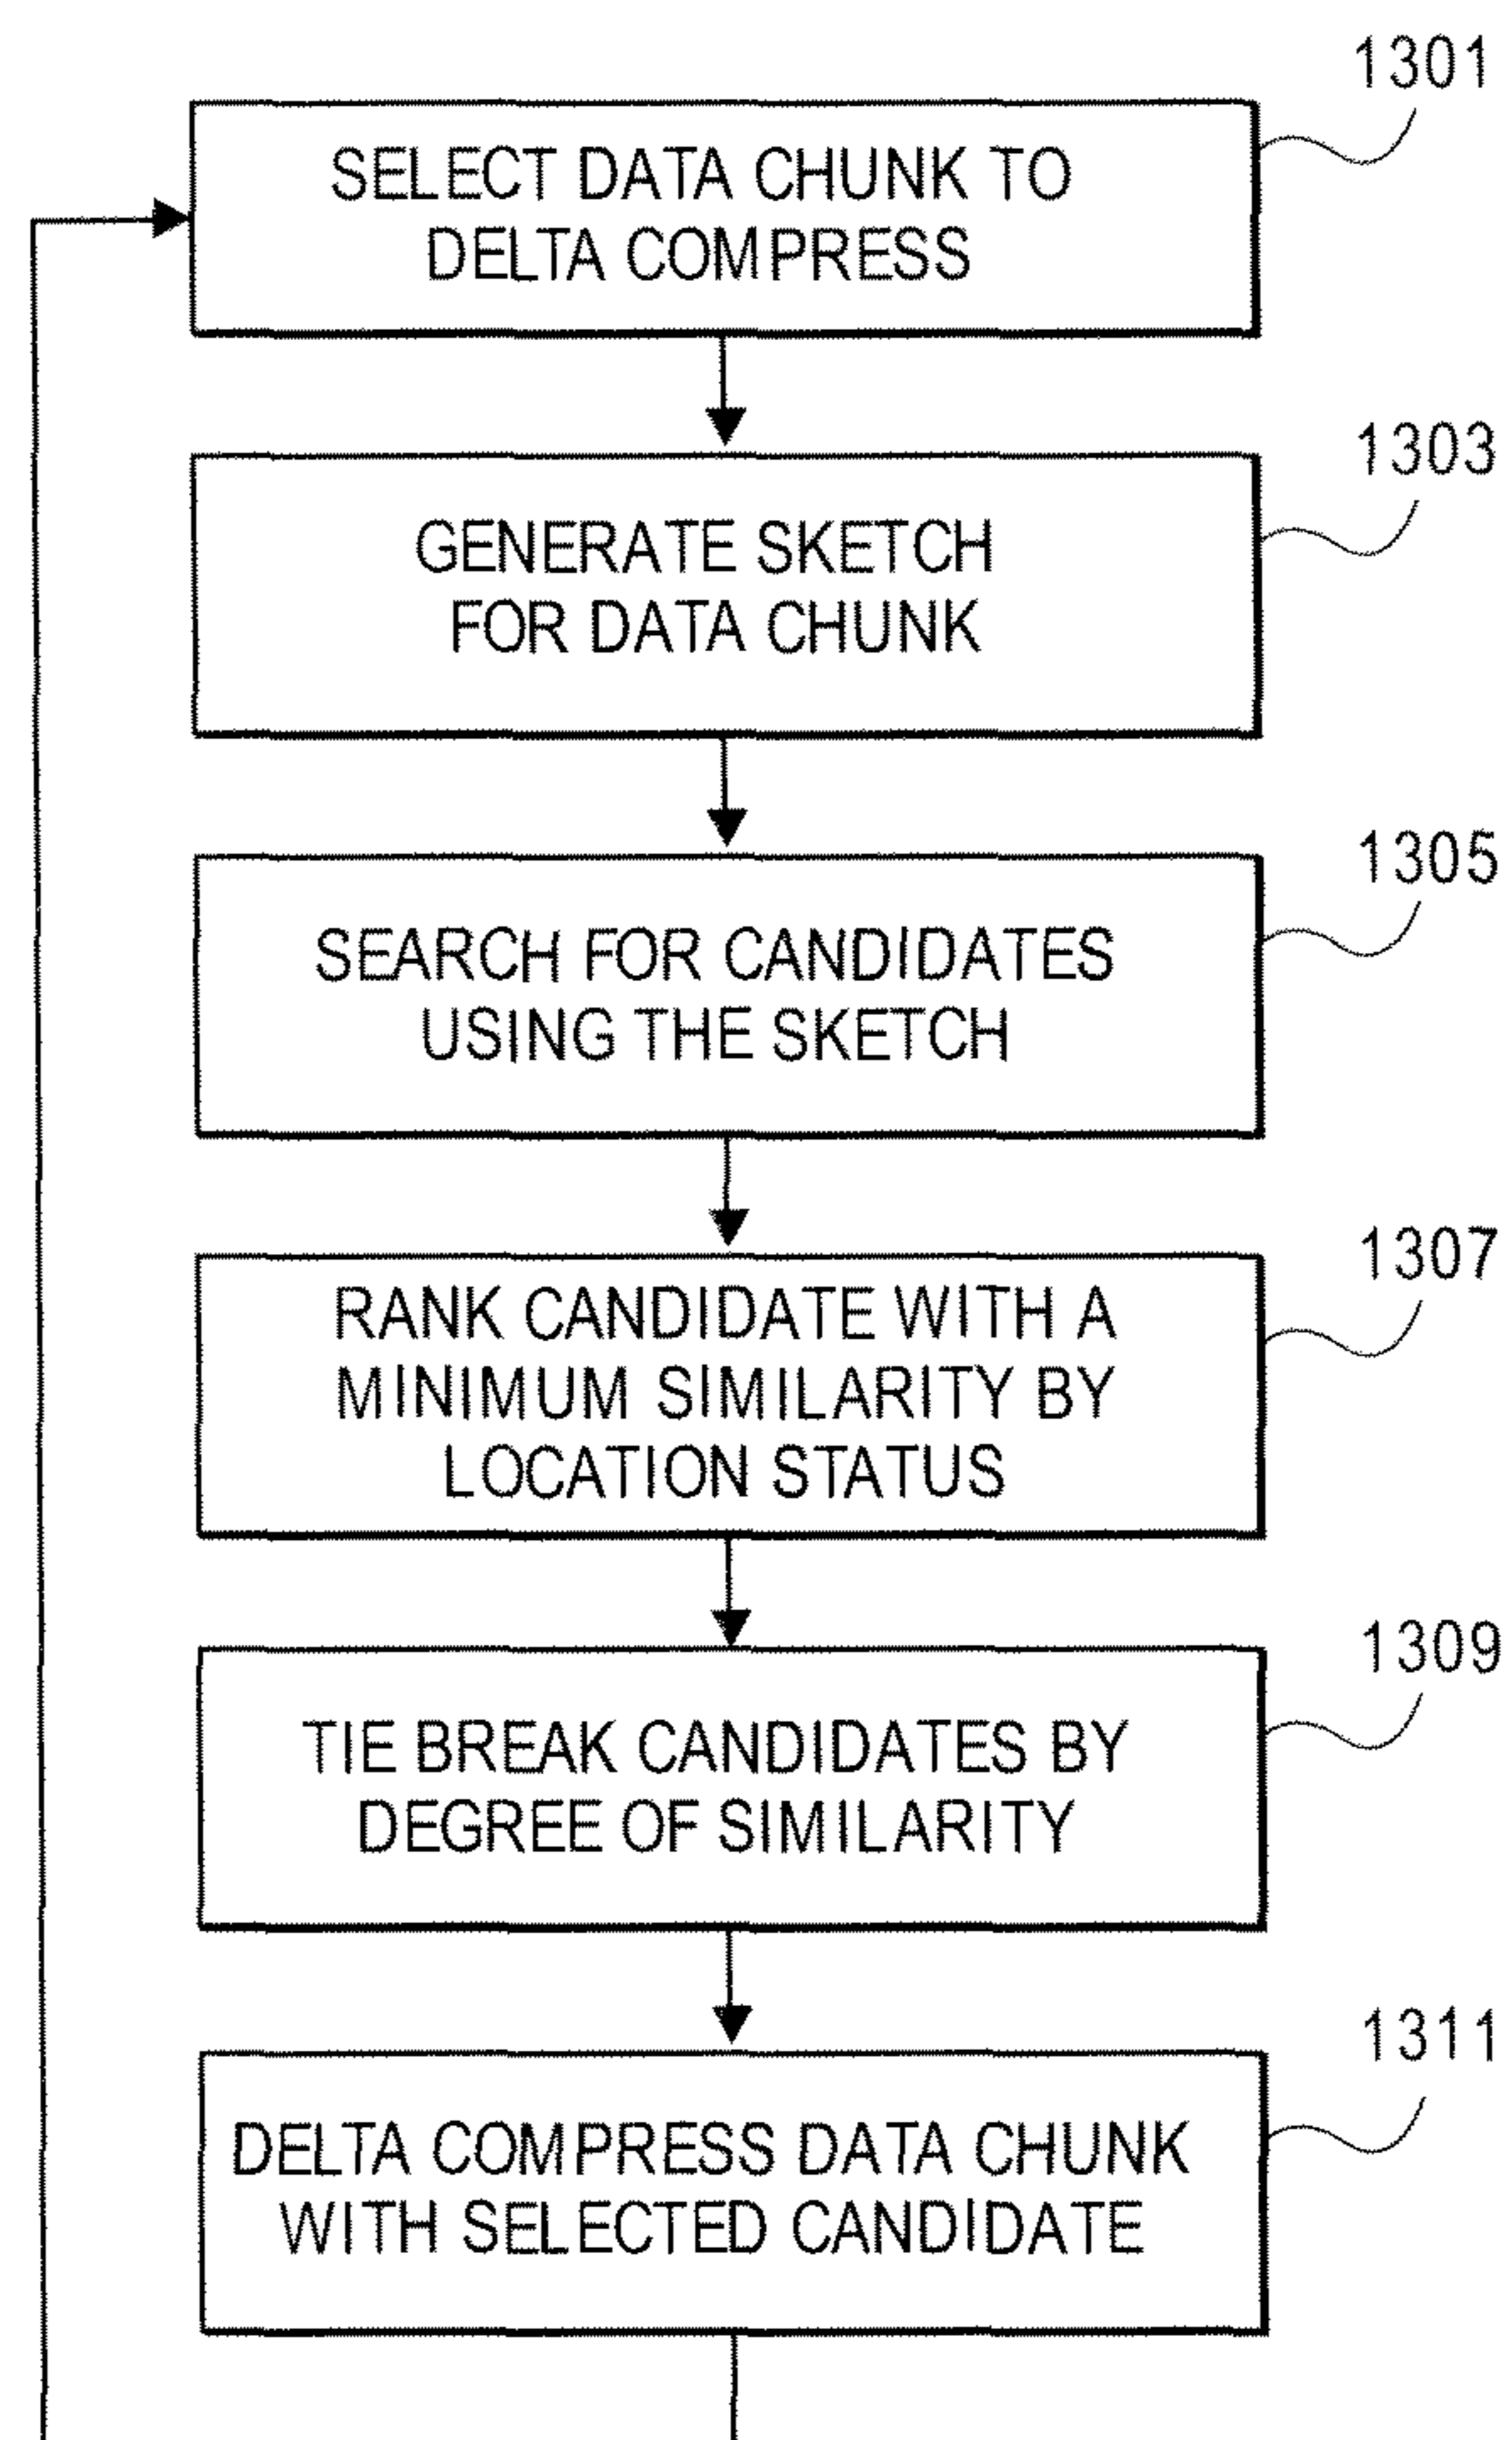 1301
SELECT DATA CHUNK TO
DELTA COMPRESS
1303
GENERATE SKETCH
FOR DATA CHUNK
1305
SEARCH FOR CANDIDATES
USING THE SKETCH
1307
RANK CANDIDATE WITH A
MINIMUM SIMILARITY BY
LOCATION STATUS
1309
TIE BREAK CANDIDATES BY
DEGREE OF SIMILARITY
1311
DELTA COMPRESS DATA CHUNK
WITH SELECTED CANDIDATE